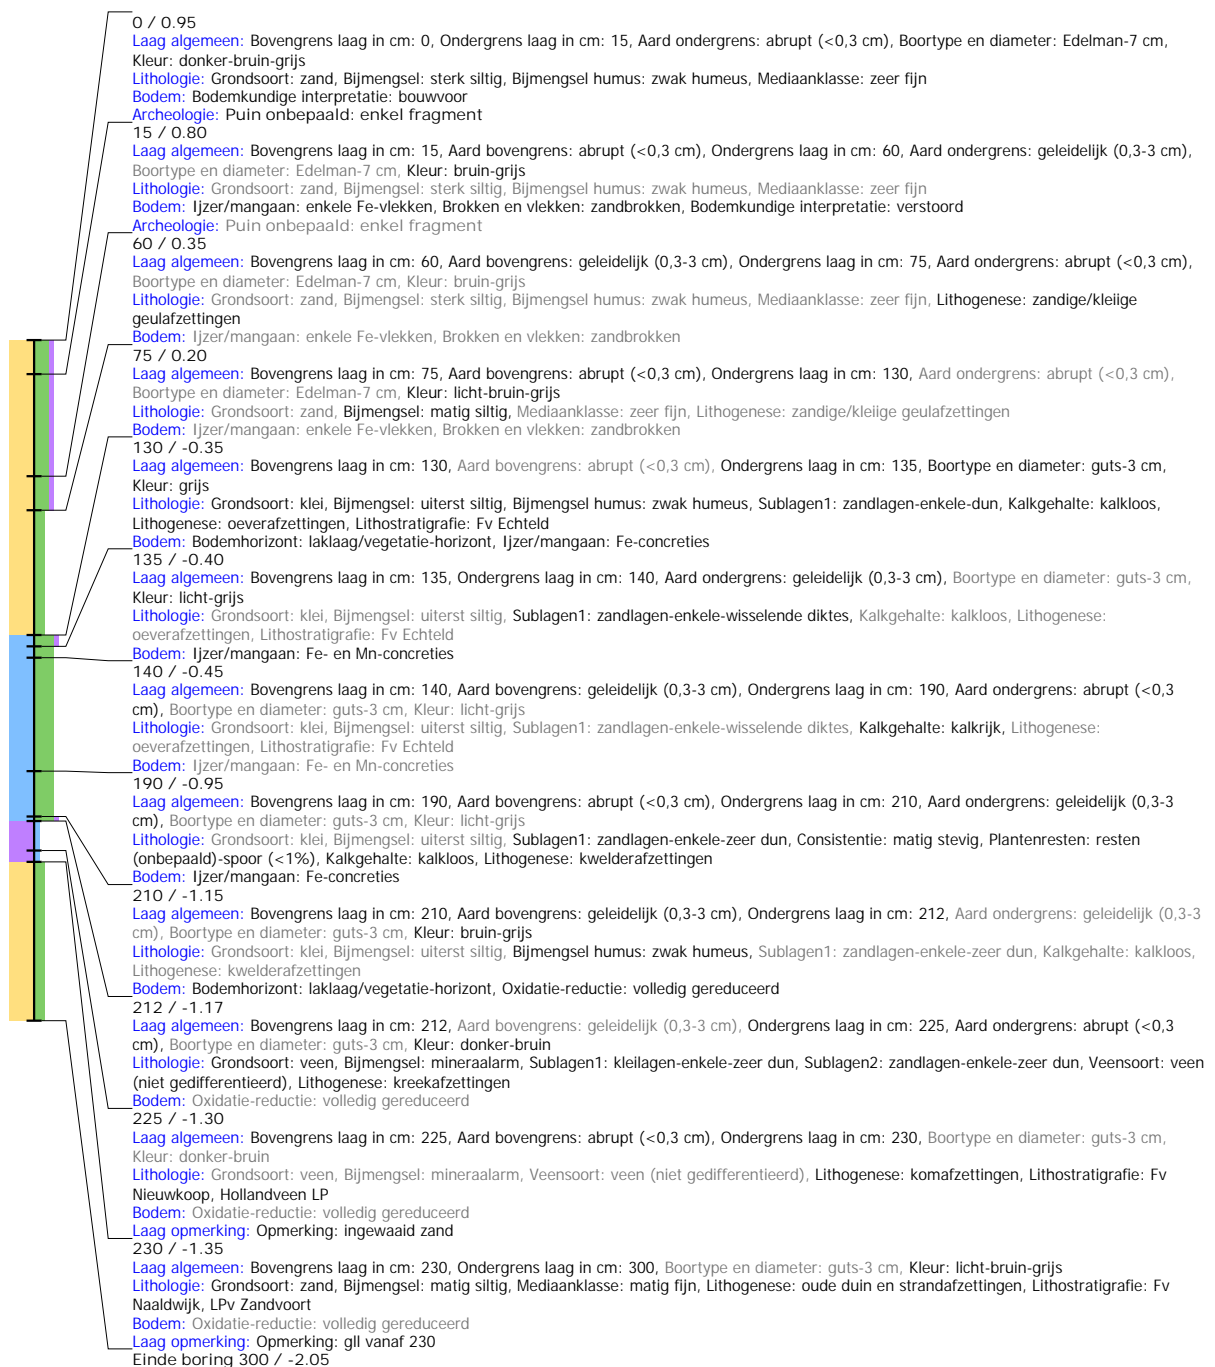 0 / 0.95
Laag algemeen: Bovengrens laag in cm: 0, Ondergrens laag in cm: 15, Aard ondergrens: abrupt (<0,3 cm), Boortype en diameter: Edelman-7 cm,
Kleur: donker-bruin-grijs
Lithologie: Grondsoort: zand, Bijmengsel: sterk siltig, Bijmengsel humus: zwak humeus, Mediaanklasse: zeer fijn
Bodem: Bodemkundige interpretatie: bouwvoor
Archeologie: Puin onbepaald: enkel fragment
15 / 0.80
Laag algemeen: Bovengrens laag in cm: 15, Aard bovengrens: abrupt (<0,3 cm), Ondergrens laag in cm: 60, Aard ondergrens: geleidelijk (0,3-3 cm),
Boortype en diameter: Edelman-7 cm, Kleur: bruin-grijs
Lithologie: Grondsoort: zand, Bijmengsel: sterk siltig, Bijmengsel humus: zwak humeus, Mediaanklasse: zeer fijn
Bodem: Ijzer/mangaan: enkele Fe-vlekken, Brokken en vlekken: zandbrokken, Bodemkundige interpretatie: verstoord
Archeologie: Puin onbepaald: enkel fragment
60 / 0.35
Laag algemeen: Bovengrens laag in cm: 60, Aard bovengrens: geleidelijk (0,3-3 cm), Ondergrens laag in cm: 75, Aard ondergrens: abrupt (<0,3 cm),
Boortype en diameter: Edelman-7 cm, Kleur: bruin-grijs
Lithologie: Grondsoort: zand, Bijmengsel: sterk siltig, Bijmengsel humus: zwak humeus, Mediaanklasse: zeer fijn, Lithogenese: zandige/kleiige
geulafzettingen
Bodem: Ijzer/mangaan: enkele Fe-vlekken, Brokken en vlekken: zandbrokken
75 / 0.20
Laag algemeen: Bovengrens laag in cm: 75, Aard bovengrens: abrupt (<0,3 cm), Ondergrens laag in cm: 130, Aard ondergrens: abrupt (<0,3 cm),
Boortype en diameter: Edelman-7 cm, Kleur: licht-bruin-grijs
Lithologie: Grondsoort: zand, Bijmengsel: matig siltig, Mediaanklasse: zeer fijn, Lithogenese: zandige/kleiige geulafzettingen
Bodem: Ijzer/mangaan: enkele Fe-vlekken, Brokken en vlekken: zandbrokken
130 / -0.35
Laag algemeen: Bovengrens laag in cm: 130, Aard bovengrens: abrupt (<0,3 cm), Ondergrens laag in cm: 135, Boortype en diameter: guts-3 cm,
Kleur: grijs
Lithologie: Grondsoort: klei, Bijmengsel: uiterst siltig, Bijmengsel humus: zwak humeus, Sublagen1: zandlagen-enkele-dun, Kalkgehalte: kalkloos,
Lithogenese: oeverafzettingen, Lithostratigrafie: Fv Echteld
Bodem: Bodemhorizont: laklaag/vegetatie-horizont, Ijzer/mangaan: Fe-concreties
135 / -0.40
Laag algemeen: Bovengrens laag in cm: 135, Ondergrens laag in cm: 140, Aard ondergrens: geleidelijk (0,3-3 cm), Boortype en diameter: guts-3 cm,
Kleur: licht-grijs
Lithologie: Grondsoort: klei, Bijmengsel: uiterst siltig, Sublagen1: zandlagen-enkele-wisselende diktes, Kalkgehalte: kalkloos, Lithogenese:
oeverafzettingen, Lithostratigrafie: Fv Echteld
Bodem: Ijzer/mangaan: Fe- en Mn-concreties
140 / -0.45
Laag algemeen: Bovengrens laag in cm: 140, Aard bovengrens: geleidelijk (0,3-3 cm), Ondergrens laag in cm: 190, Aard ondergrens: abrupt (<0,3
cm), Boortype en diameter: guts-3 cm, Kleur: licht-grijs
Lithologie: Grondsoort: klei, Bijmengsel: uiterst siltig, Sublagen1: zandlagen-enkele-wisselende diktes, Kalkgehalte: kalkrijk, Lithogenese:
oeverafzettingen, Lithostratigrafie: Fv Echteld
Bodem: Ijzer/mangaan: Fe- en Mn-concreties
190 / -0.95
Laag algemeen: Bovengrens laag in cm: 190, Aard bovengrens: abrupt (<0,3 cm), Ondergrens laag in cm: 210, Aard ondergrens: geleidelijk (0,3-3
cm), Boortype en diameter: guts-3 cm, Kleur: licht-grijs
Lithologie: Grondsoort: klei, Bijmengsel: uiterst siltig, Sublagen1: zandlagen-enkele-zeer dun, Consistentie: matig stevig, Plantenresten: resten
(onbepaald)-spoor (<1%), Kalkgehalte: kalkloos, Lithogenese: kwelderafzettingen
Bodem: Ijzer/mangaan: Fe-concreties
210 / -1.15
Laag algemeen: Bovengrens laag in cm: 210, Aard bovengrens: geleidelijk (0,3-3 cm), Ondergrens laag in cm: 212, Aard ondergrens: geleidelijk (0,3-3
cm), Boortype en diameter: guts-3 cm, Kleur: bruin-grijs
Lithologie: Grondsoort: klei, Bijmengsel: uiterst siltig, Bijmengsel humus: zwak humeus, Sublagen1: zandlagen-enkele-zeer dun, Kalkgehalte: kalkloos,
Lithogenese: kwelderafzettingen
Bodem: Bodemhorizont: laklaag/vegetatie-horizont, Oxidatie-reductie: volledig gereduceerd
212 / -1.17
Laag algemeen: Bovengrens laag in cm: 212, Aard bovengrens: geleidelijk (0,3-3 cm), Ondergrens laag in cm: 225, Aard ondergrens: abrupt (<0,3
cm), Boortype en diameter: guts-3 cm, Kleur: donker-bruin
Lithologie: Grondsoort: veen, Bijmengsel: mineraalarm, Sublagen1: kleilagen-enkele-zeer dun, Sublagen2: zandlagen-enkele-zeer dun, Veensoort: veen
(niet gedifferentieerd), Lithogenese: kreekafzettingen
Bodem: Oxidatie-reductie: volledig gereduceerd
225 / -1.30
Laag algemeen: Bovengrens laag in cm: 225, Aard bovengrens: abrupt (<0,3 cm), Ondergrens laag in cm: 230, Boortype en diameter: guts-3 cm,
Kleur: donker-bruin
Lithologie: Grondsoort: veen, Bijmengsel: mineraalarm, Veensoort: veen (niet gedifferentieerd), Lithogenese: komafzettingen, Lithostratigrafie: Fv
Nieuwkoop, Hollandveen LP
Bodem: Oxidatie-reductie: volledig gereduceerd
Laag opmerking: Opmerking: ingewaaid zand
230 / -1.35
Laag algemeen: Bovengrens laag in cm: 230, Ondergrens laag in cm: 300, Boortype en diameter: guts-3 cm, Kleur: licht-bruin-grijs
Lithologie: Grondsoort: zand, Bijmengsel: matig siltig, Mediaanklasse: matig fijn, Lithogenese: oude duin en strandafzettingen, Lithostratigrafie: Fv
Naaldwijk, LPv Zandvoort
Bodem: Oxidatie-reductie: volledig gereduceerd
Laag opmerking: Opmerking: gll vanaf 230
Einde boring 300 / -2.05